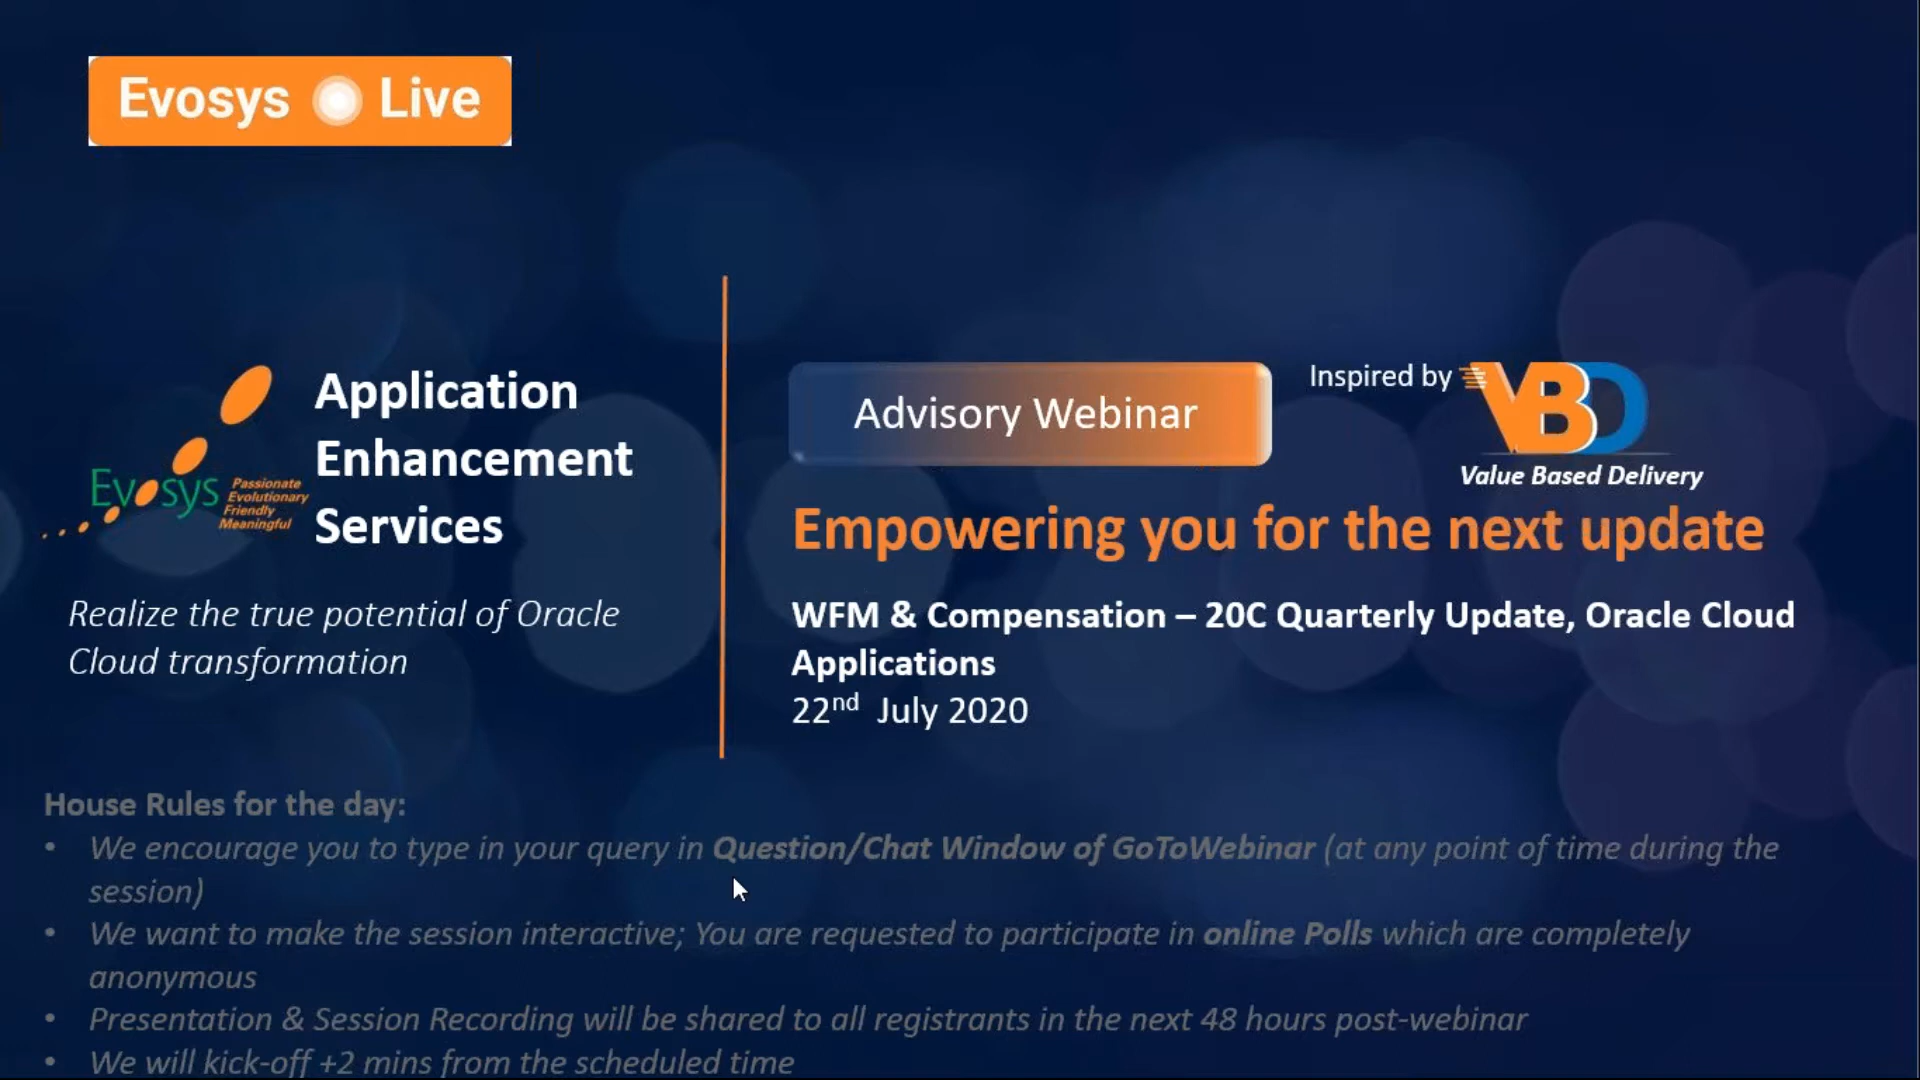 Evosys Live
Application
Enhancement
Services
Evosys
Passionate
Evolutionary
Friendly
Meaningful
Realize the true potential of Oracle
Cloud transformation
Advisory Webinar
Inspired by
VBD
Value Based Delivery
Empowering you for the next update
WFM & Compensation – 20C Quarterly Update, Oracle Cloud
Applications
22nd July 2020
House Rules for the day:
• We encourage you to type in your query in Question/Chat Window of GoToWebinar (at any point of time during the
session)
• We want to make the session interactive; You are requested to participate in online Polls which are completely
anonymous
• Presentation & Session Recording will be shared to all registrants in the next 48 hours post-webinar
• We will kick-off +2 mins from the scheduled time